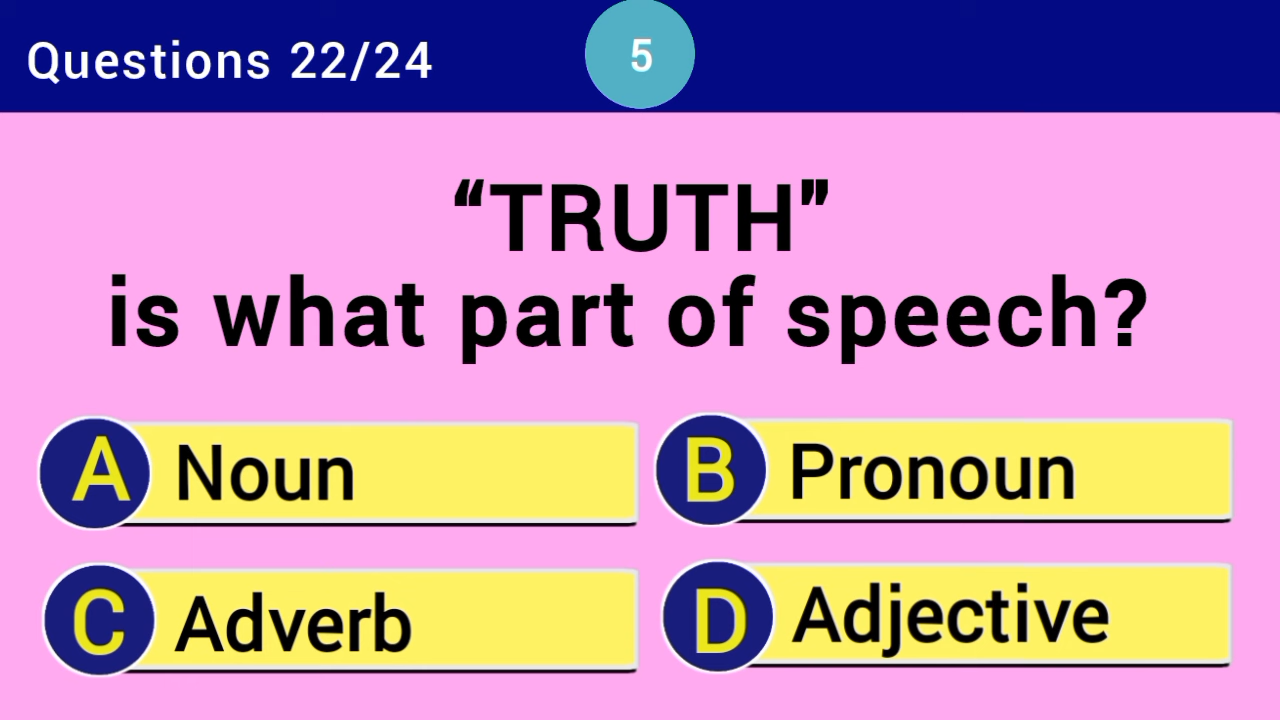 Questions 22/24
5
“TRUTH”
is what part of speech?
A Noun
B Pronoun
C Adverb
D Adjective